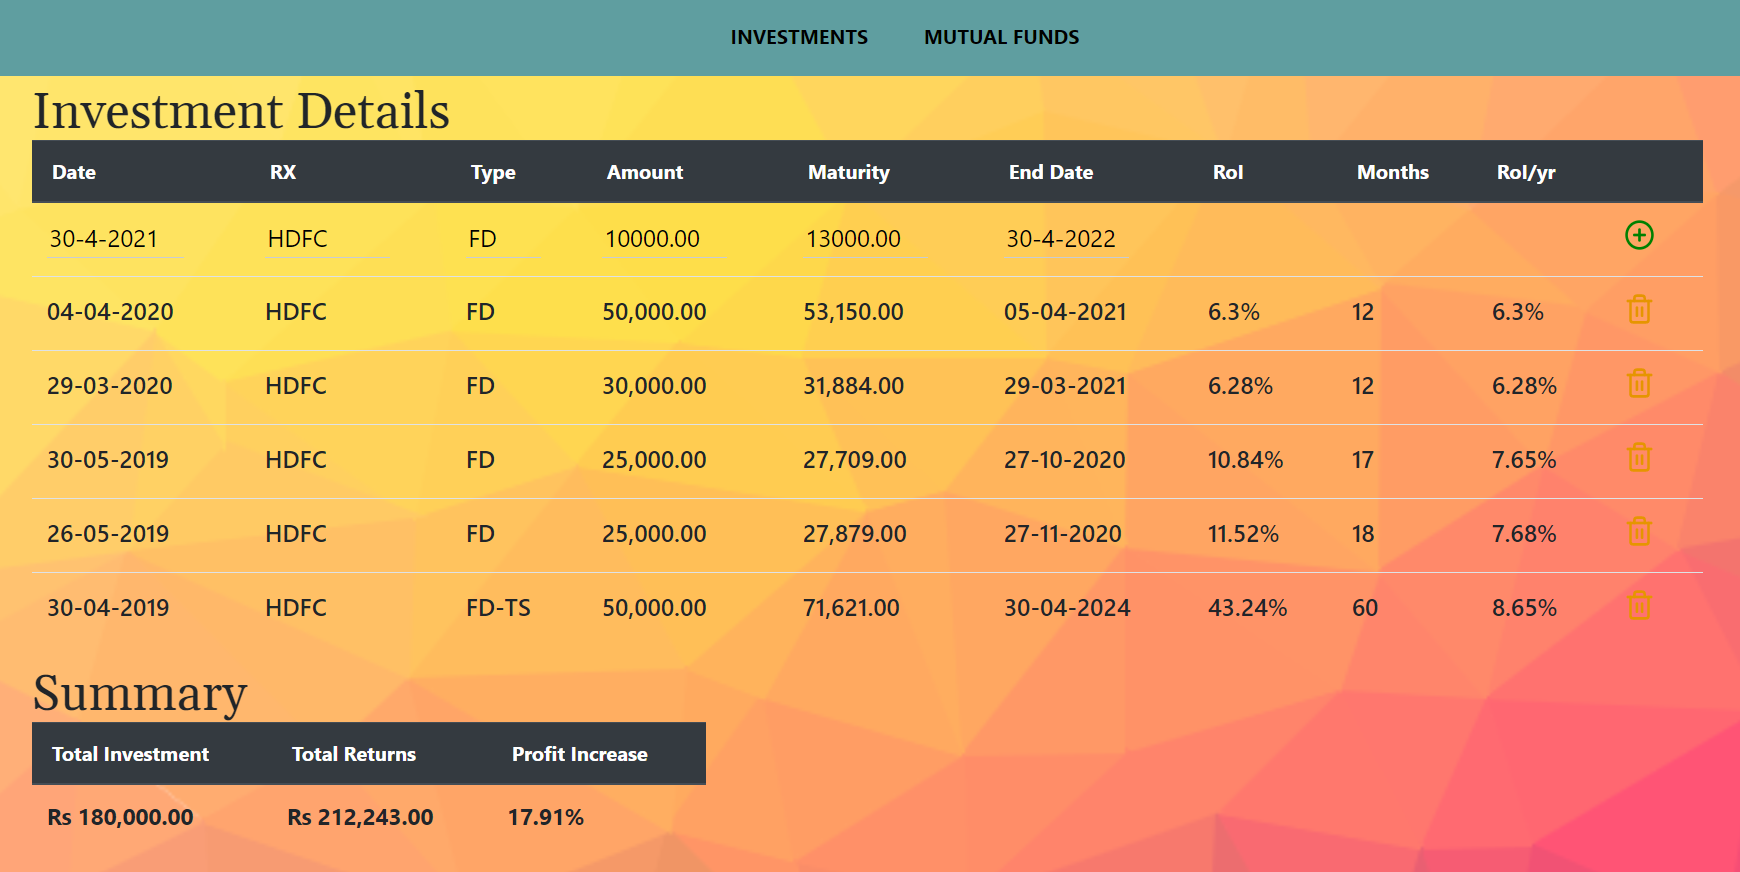 INVESTMENTS MUTUAL FUNDS
Investment Details
Date RX Type Amount Maturity End Date RoI Months RoI/yr
30-4-2021 HDFC FD 10000.00 13000.00 30-4-2022
04-04-2020 HDFC FD 50,000.00 53,150.00 05-04-2021 6.3% 12 6.3%
29-03-2020 HDFC FD 30,000.00 31,884.00 29-03-2021 6.28% 12 6.28%
30-05-2019 HDFC FD 25,000.00 27,709.00 27-10-2020 10.84% 17 7.65%
26-05-2019 HDFC FD 25,000.00 27,879.00 27-11-2020 11.52% 18 7.68%
30-04-2019 HDFC FD-TS 50,000.00 71,621.00 30-04-2024 43.24% 60 8.65%
Summary
Total Investment Total Returns Profit Increase
Rs 180,000.00 Rs 212,243.00 17.91%